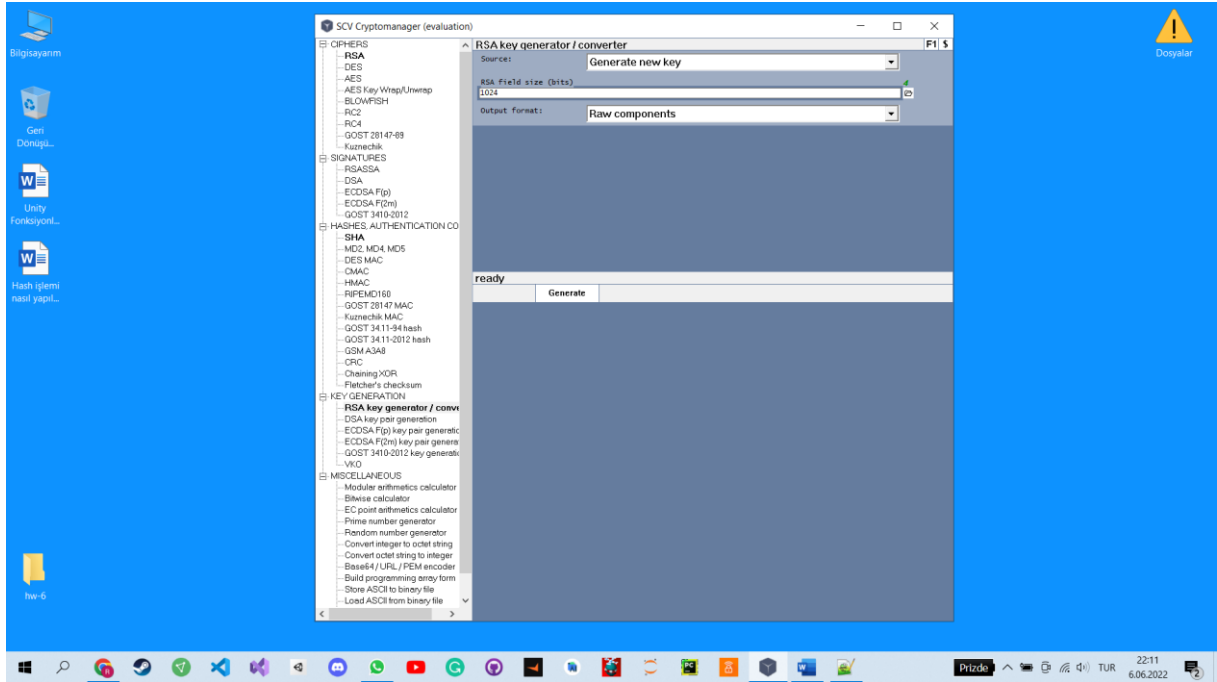 Bilgisayarım
Geri
Dönüşü...
Unity
Fonksiyonl...
Hash işlemi
nasıl yapıl...
hw-6
Dosyalar
SCV Cryptomanager (evaluation)
CIPHERS
RSA
DES
AES
AES Key Wrap/Unwrap
BLOWFISH
RC2
RC4
GOST 28147-89
Kuznechik
SIGNATURES
RSASSA
DSA
ECDSA F(p)
ECDSA F(2m)
GOST 3410-2012
HASHES, AUTHENTICATION CO
SHA
MD2, MD4, MD5
DES MAC
CMAC
HMAC
RIPEMD160
GOST 28147 MAC
Kuznechik MAC
GOST 34.11-94 hash
GOST 34.11-2012 hash
GSM A3A8
CRC
Chaining XOR
Fletcher's checksum
KEY GENERATION
RSA key generator / conve
DSA key pair generation
ECDSA F(p) key pair generatic
ECDSA F(2m) key pair genera
GOST 3410-2012 key generatic
VKO
MISCELLANEOUS
Modular arithmetics calculator
Bitwise calculator
EC point arithmetics calculator
Prime number generator
Random number generator
Convert integer to octet string
Convert octet string to integer
Base64 / URL / PEM encoder
Build programming array form
Store ASCII to binary file
Load ASCII from binary file
RSA key generator / converter F1 $
Source: Generate new key
RSA field size (bits)
1024
Output format: Raw components
ready
Generate
Prizde TUR 22:11
6.06.2022